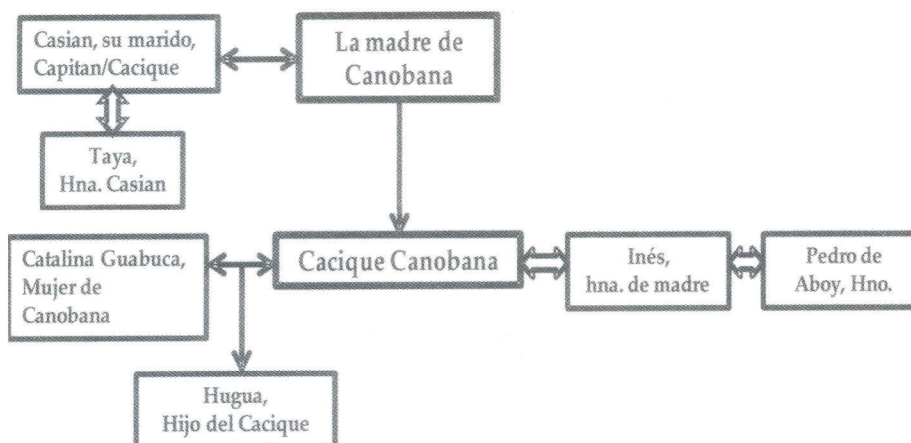 Casian, su marido,
Capitan/Cacique
La madre de
Canobana
Taya,
Hna. Casian
Catalina Guabuca,
Mujer de
Canobana
Cacique Canobana
Inés,
hna. de madre
Pedro de
Aboy, Hno.
Hugua,
Hijo del Cacique